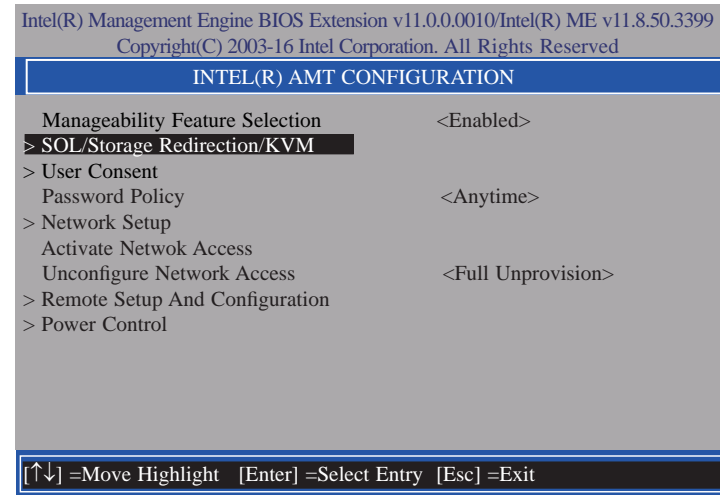 Intel(R) Management Engine BIOS Extension v11.0.0.0010/Intel(R) ME v11.8.50.3399
Copyright(C) 2003-16 Intel Corporation. All Rights Reserved
INTEL(R) AMT CONFIGURATION
Manageability Feature Selection <Enabled>
> SOL/Storage Redirection/KVM
> User Consent
Password Policy <Anytime>
> Network Setup
Activate Netwok Access
Unconfigure Network Access <Full Unprovision>
> Remote Setup And Configuration
> Power Control
[↑↓] =Move Highlight [Enter] =Select Entry [Esc] =Exit